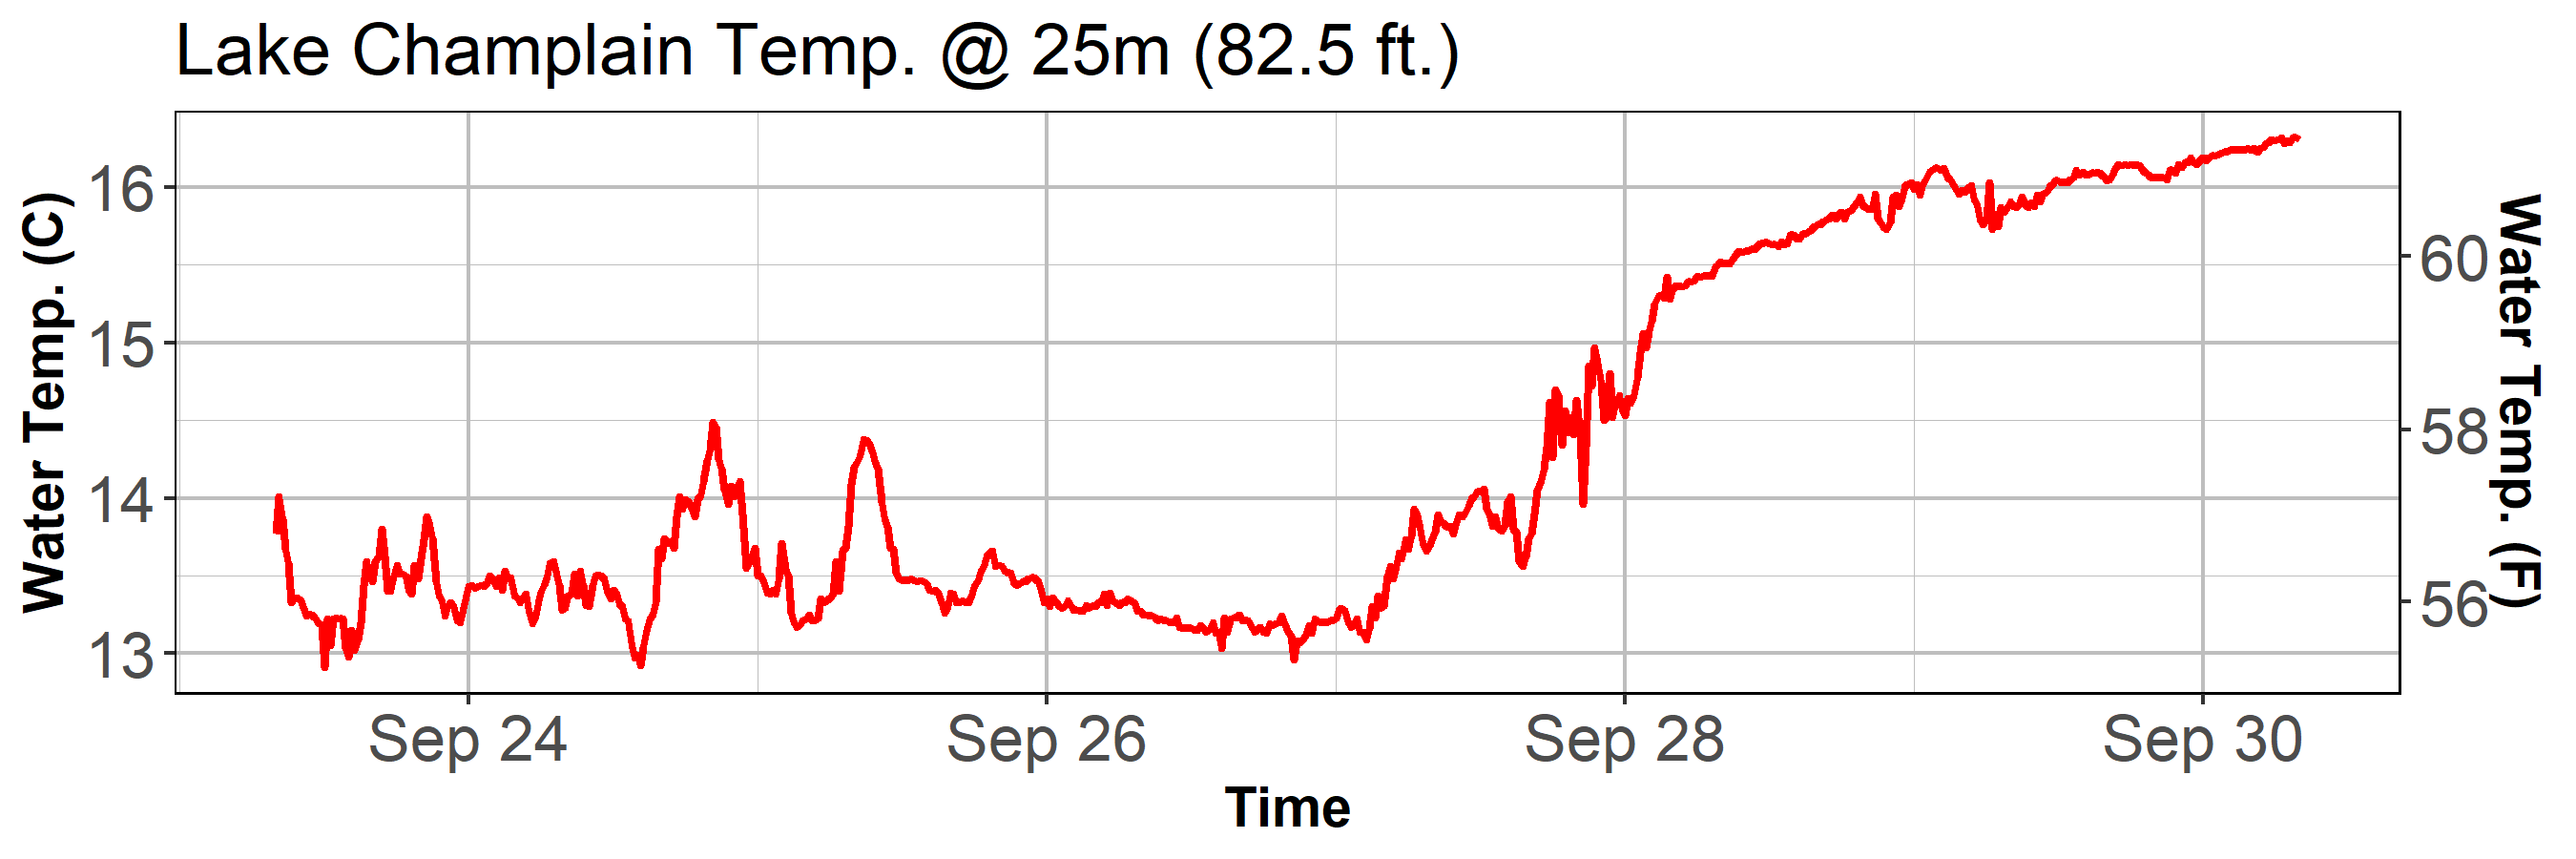 Lake Champlain Temp. @ 25m (82.5 ft.)
Water Temp. (C)
16
15
14
13
60
58
56
Water Temp. (F)
Sep 24
Sep 26
Sep 28
Sep 30
Time